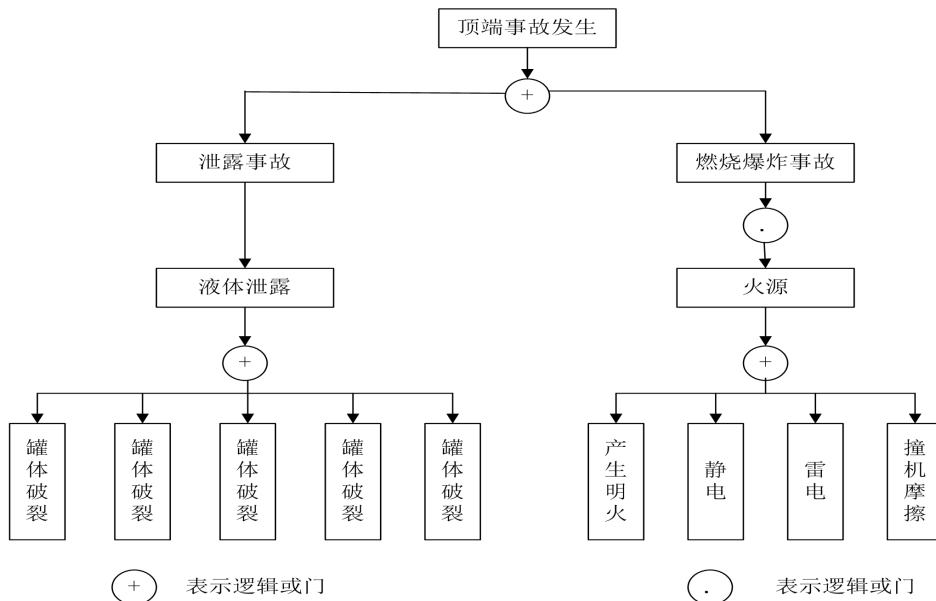 顶端事故发生
+
泄露事故
燃烧爆炸事故
.
液体泄露
火源
+
+
罐体破裂
罐体破裂
罐体破裂
罐体破裂
罐体破裂
产生明火
静电
雷电
撞机摩擦
+ 表示逻辑或门
. 表示逻辑或门